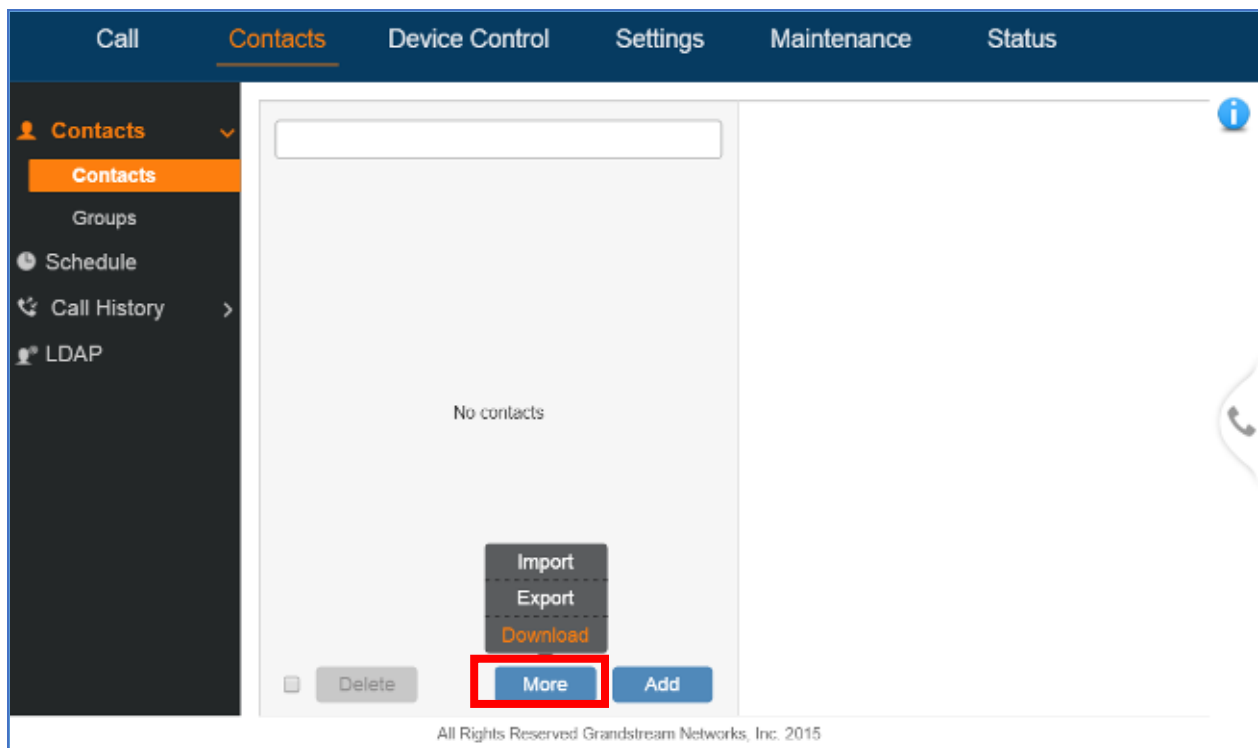 Call Contacts Device Control Settings Maintenance Status
Contacts
Contacts
Groups
Schedule
Call History
LDAP
No contacts
Import
Export
Download
Delete More Add
All Rights Reserved Grandstream Networks, Inc. 2015